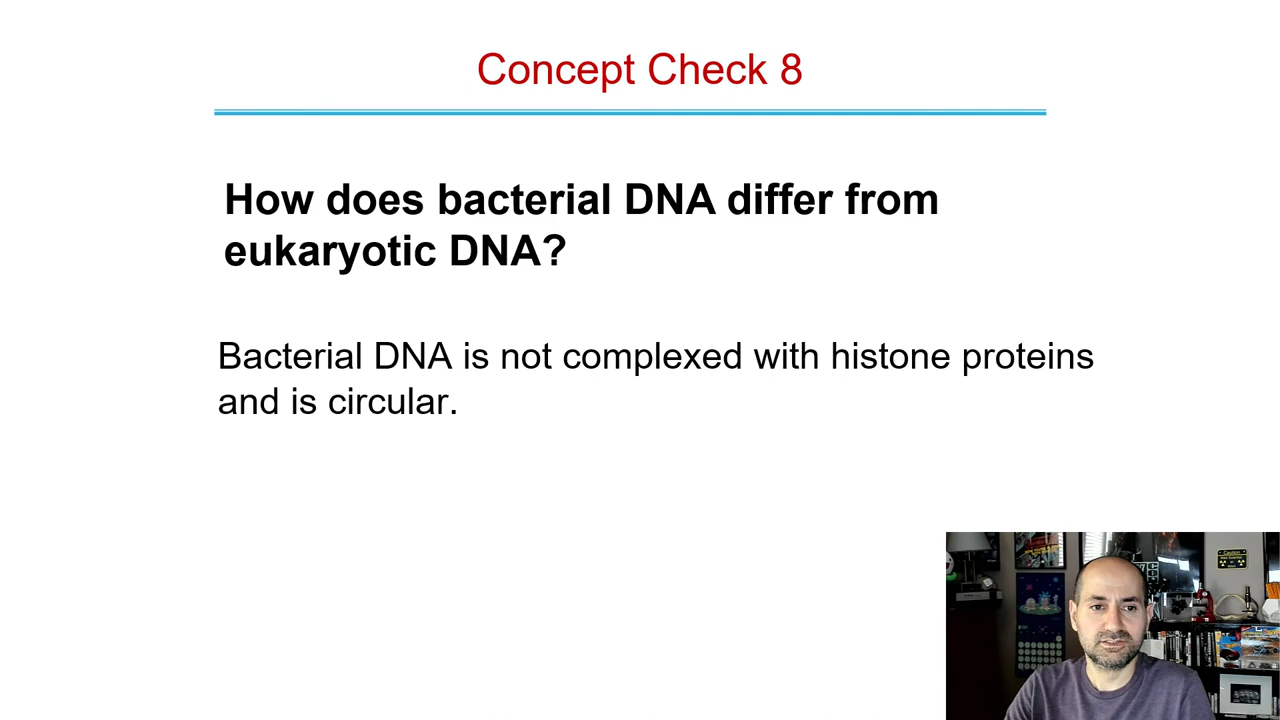 Concept Check 8
How does bacterial DNA differ from
eukaryotic DNA?
Bacterial DNA is not complexed with histone proteins
and is circular.
Caution